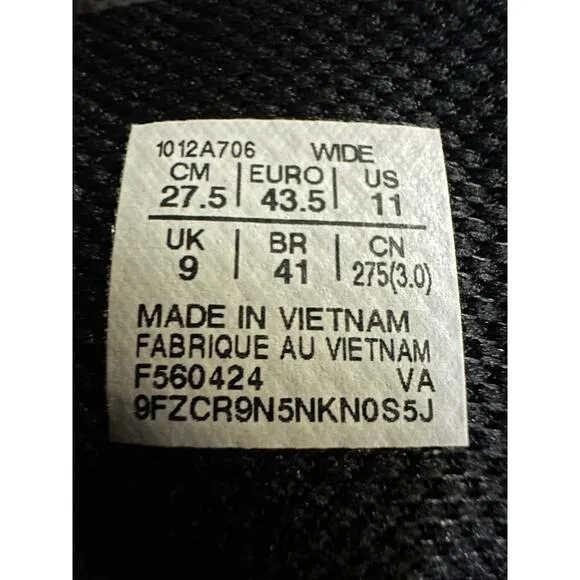 1012A706 WIDE
CM | EURO | US
27.5 | 43.5 | 11
UK | BR | CN
9 | 41 | 275(3.0)
MADE IN VIETNAM
FABRIQUE AU VIETNAM
F560424 VA
9FZCR9N5NKN0S5J